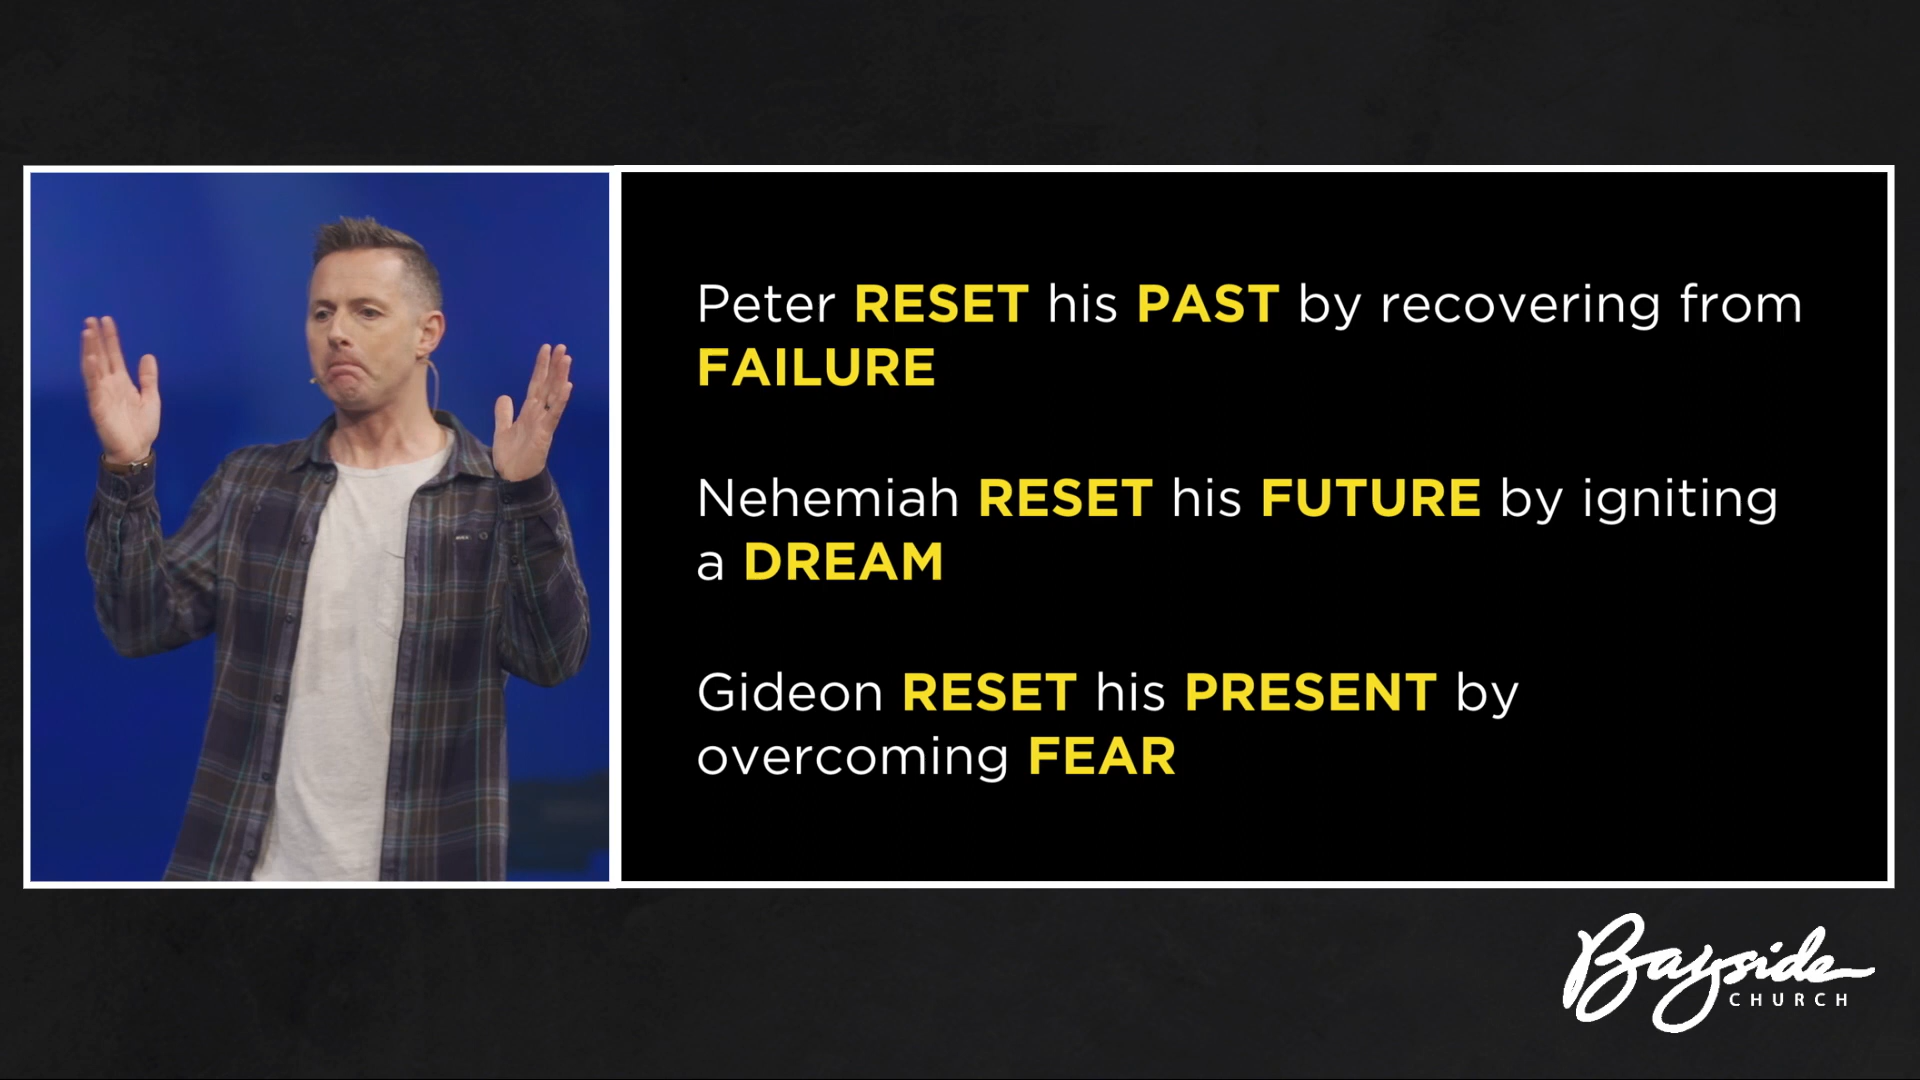 Peter RESET his PAST by recovering from
FAILURE
Nehemiah RESET his FUTURE by igniting
a DREAM
Gideon RESET his PRESENT by
overcoming FEAR
Bayside
CHURCH